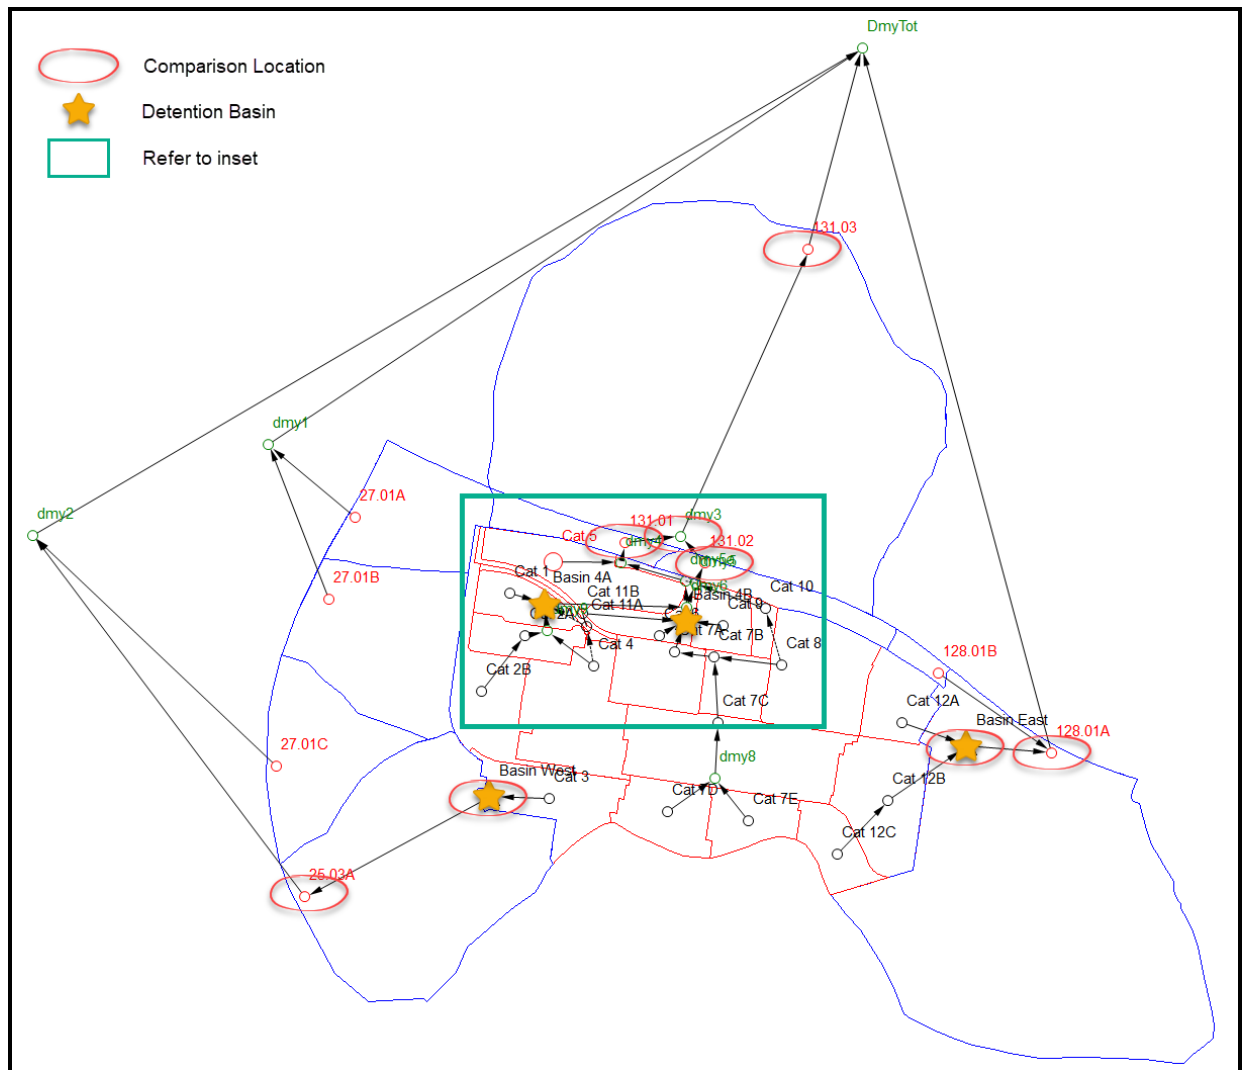 DmyTot
Comparison Location
Detention Basin
Refer to inset
131.03
dmy1
27.01A
dmy2
131.01
dmy3
Cat 5
131.02
27.01B
Cat 1
Basin 4A
Cat 10
Cat 11B
Basin 4B
Cat 11A
Cat 9
Cat 7B
Cat 4
Cat 8
128.01B
Cat 2B
Cat 7C
Cat 12A
Basin East
128.01A
27.01C
dmy8
Basin West
Cat 3
Cat 12B
Cat 7E
Cat 12C
25.03A